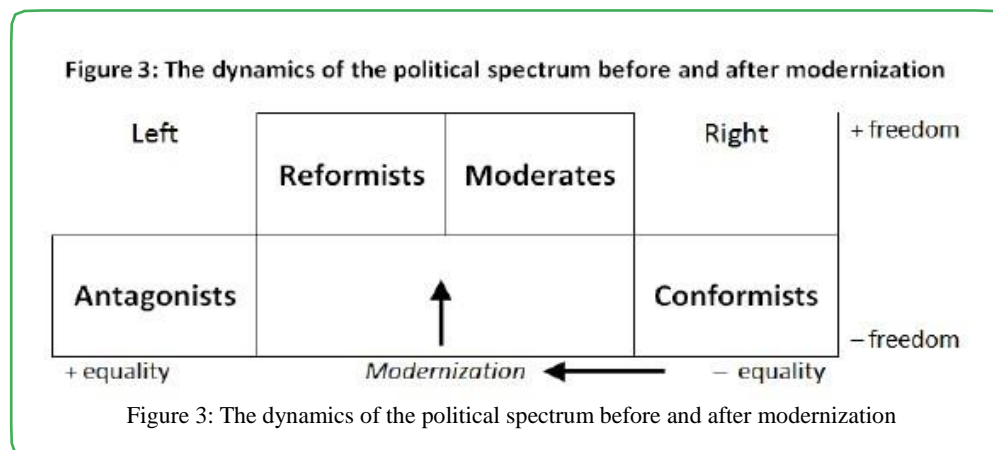 Figure 3: The dynamics of the political spectrum before and after modernization
Left
Right
+ freedom
Reformists
Moderates
Antagonists
Conformists
– freedom
+ equality
Modernization
– equality
Figure 3: The dynamics of the political spectrum before and after modernization